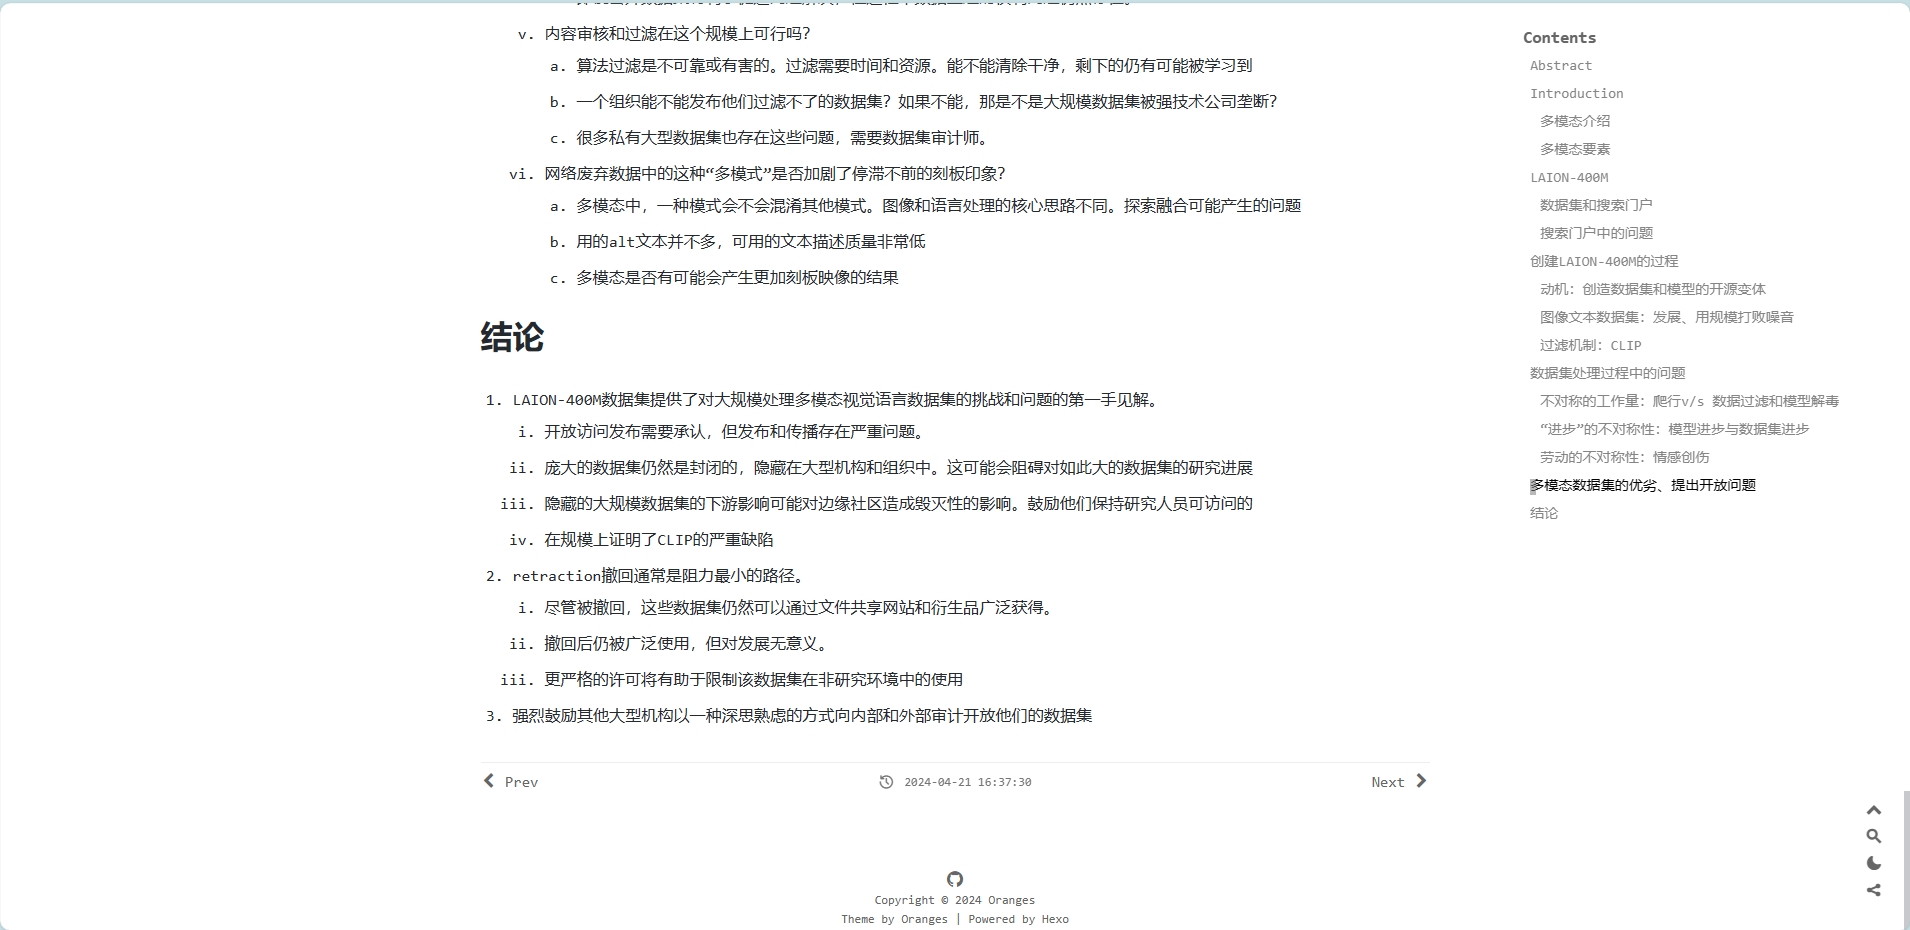 v. 内容审核和过滤在这个规模上可行吗？
a. 算法过滤是不可靠或有害的。过滤需要时间和资源。能不能清除干净，剩下的仍有可能被学习到
b. 一个组织能不能发布他们过滤不了的数据集？如果不能，那是不是大规模数据集被强技术公司垄断？
c. 很多私有大型数据集也存在这些问题，需要数据集审计师。
vi. 网络废弃数据中的这种“多模式”是否加剧了停滞不前的刻板印象？
a. 多模态中，一种模式会不会混淆其他模式。图像和语言处理的核心思路不同。探索融合可能产生的问题
b. 用的alt文本并不多，可用的文本描述质量非常低
c. 多模态是否有可能会产生更加刻板映像的结果
结论
1. LAION-400M数据集提供了对大规模处理多模态视觉语言数据集的挑战和问题的第一手见解。
i. 开放访问发布需要承认，但发布和传播存在严重问题。
ii. 庞大的数据集仍然是封闭的，隐藏在大型机构和组织中。这可能会阻碍对如此大的数据集的研究进展
iii. 隐藏的大规模数据集的下游影响可能对边缘社区造成毁灭性的影响。鼓励他们保持研究人员可访问的
iv. 在规模上证明了CLIP的严重缺陷
2. retraction撤回通常是阻力最小的路径。
i. 尽管被撤回，这些数据集仍然可以通过文件共享网站和衍生品广泛获得。
ii. 撤回后仍被广泛使用，但对发展无意义。
iii. 更严格的许可将有助于限制该数据集在非研究环境中的使用
3. 强烈鼓励其他大型机构以一种深思熟虑的方式向内部和外部审计开放他们的数据集
Prev
2024-04-21 16:37:30
Next
Copyright © 2024 Oranges
Theme by Oranges | Powered by Hexo
Contents
Abstract
Introduction
多模态介绍
多模态要素
LAION-400M
数据集和搜索门户
搜索门户中的问题
创建LAION-400M的过程
动机：创造数据集和模型的开源变体
图像文本数据集：发展、用规模打败噪音
过滤机制：CLIP
数据集处理过程中的问题
不对称的工作量：爬行v/s 数据过滤和模型解毒
“进步”的不对称性：模型进步与数据集进步
劳动的不对称性：情感创伤
多模态数据集的优劣、提出开放问题
结论